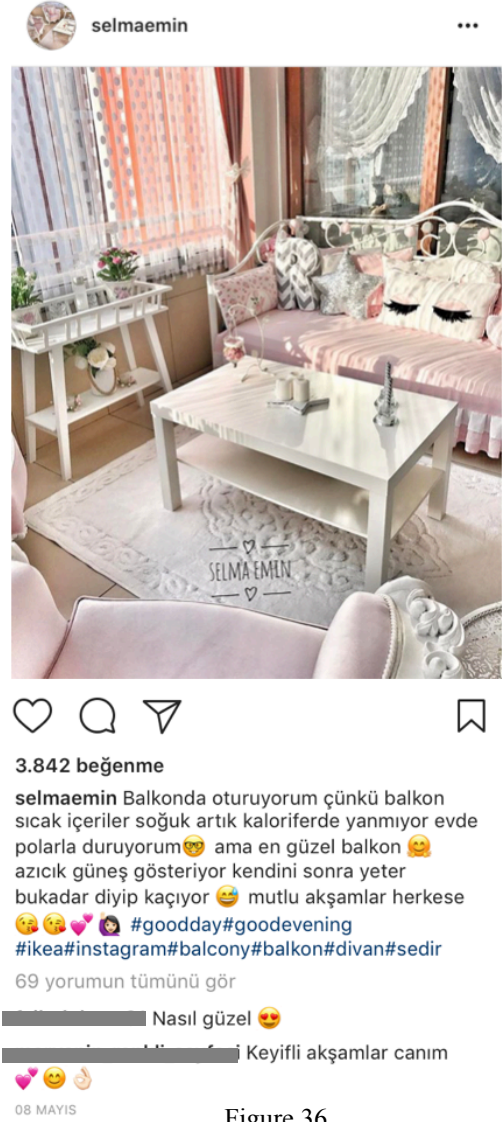 selmaemin
SELMA EMİN
3.842 beğenme
selmaemin Balkonda oturuyorum çünkü balkon
sıcak içeriler soğuk artık kaloriferde yanmıyor evde
polarla duruyorum🤓 ama en güzel balkon 🤗
azıcık güneş gösteriyor kendini sonra yeter
bukadar diyip kaçıyor 😅 mutlu akşamlar herkese
😘😘💕🙋🏻‍♀️ #goodday#goodevening
#ikea#instagram#balcony#balkon#divan#sedir
69 yorumun tümünü gör
Nasıl güzel 😍
Keyifli akşamlar canım
💕😊👌🏻
08 MAYIS
Figure 36